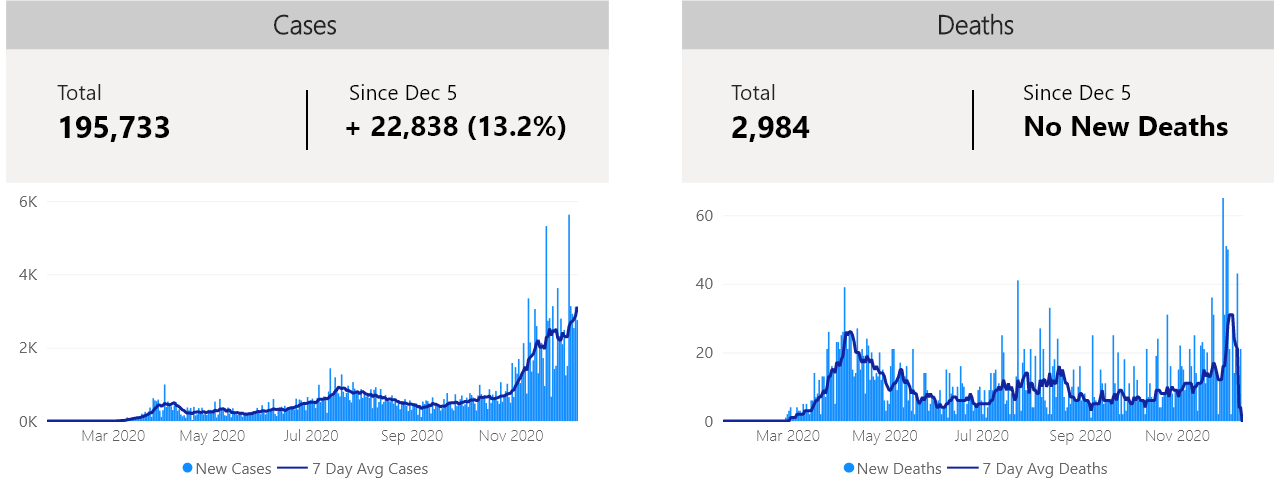 Cases
Total
195,733
Since Dec 5
+ 22,838 (13.2%)
6K
4K
2K
0K
Mar 2020 May 2020 Jul 2020 Sep 2020 Nov 2020
New Cases 7 Day Avg Cases
Deaths
Total
2,984
Since Dec 5
No New Deaths
60
40
20
0
Mar 2020 May 2020 Jul 2020 Sep 2020 Nov 2020
New Deaths 7 Day Avg Deaths